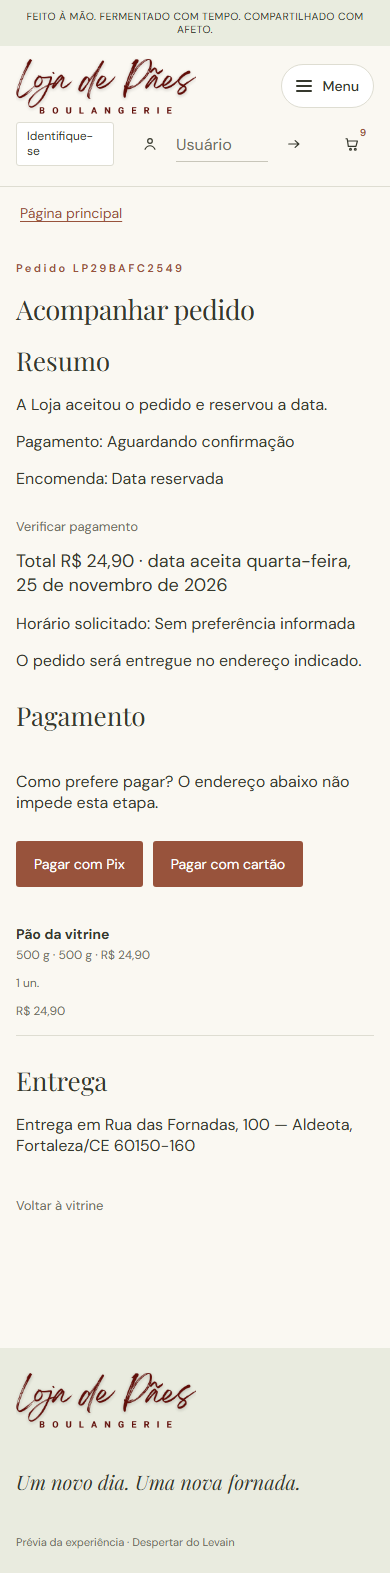 FEITO À MÃO. FERMENTADO COM TEMPO. COMPARTILHADO COM
AFETO.
Loja de Pães
BOULANGERIE
Menu
Identifique-
se
Usuário
9
Página principal
Pedido LP29BAFC2549
Acompanhar pedido
Resumo
A Loja aceitou o pedido e reservou a data.
Pagamento: Aguardando confirmação
Encomenda: Data reservada
Verificar pagamento
Total R$ 24,90 · data aceita quarta-feira,
25 de novembro de 2026
Horário solicitado: Sem preferência informada
O pedido será entregue no endereço indicado.
Pagamento
Como prefere pagar? O endereço abaixo não
impede esta etapa.
Pagar com Pix
Pagar com cartão
Pão da vitrine
500 g · 500 g · R$ 24,90
1 un.
R$ 24,90
Entrega
Entrega em Rua das Fornadas, 100 — Aldeota,
Fortaleza/CE 60150-160
Voltar à vitrine
Loja de Pães
BOULANGERIE
Um novo dia. Uma nova fornada.
Prévia da experiência · Despertar do Levain